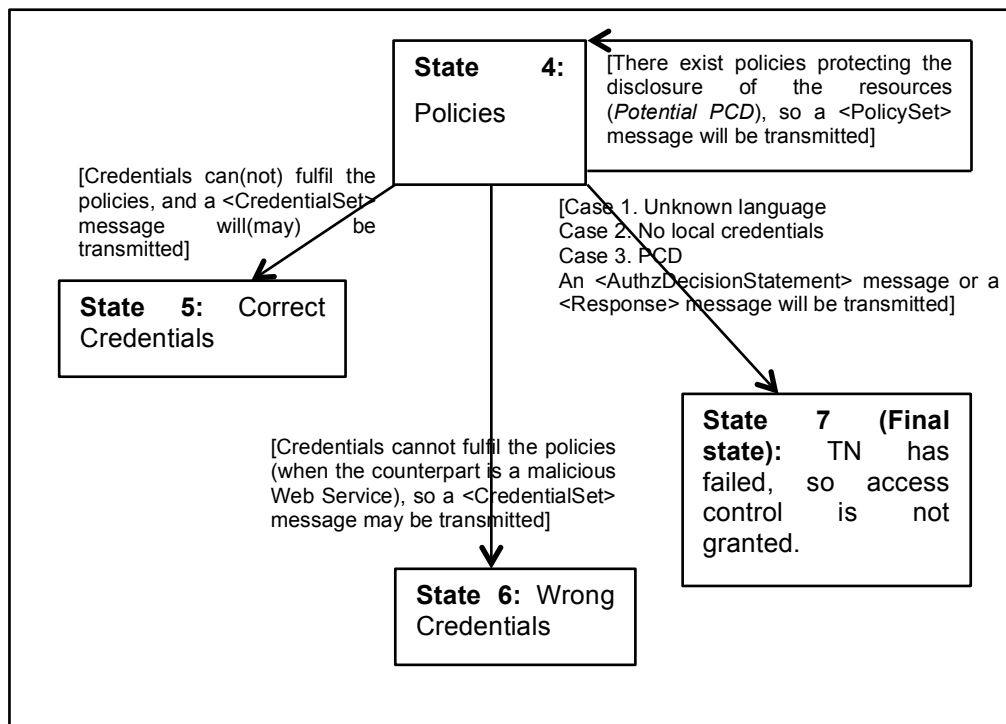 State 4:
Policies
[There exist policies protecting the
disclosure of the resources
(Potential PCD), so a <PolicySet>
message will be transmitted]
[Credentials can(not) fulfil the
policies, and a <CredentialSet>
message will(may) be
transmitted]
[Case 1. Unknown language
Case 2. No local credentials
Case 3. PCD
An <AuthzDecisionStatement> message or a
<Response> message will be transmitted]
State 5: Correct
Credentials
State 7 (Final
state): TN has
failed, so access
control is not
granted.
[Credentials cannot fulfil the policies
(when the counterpart is a malicious
Web Service), so a <CredentialSet>
message may be transmitted]
State 6: Wrong
Credentials